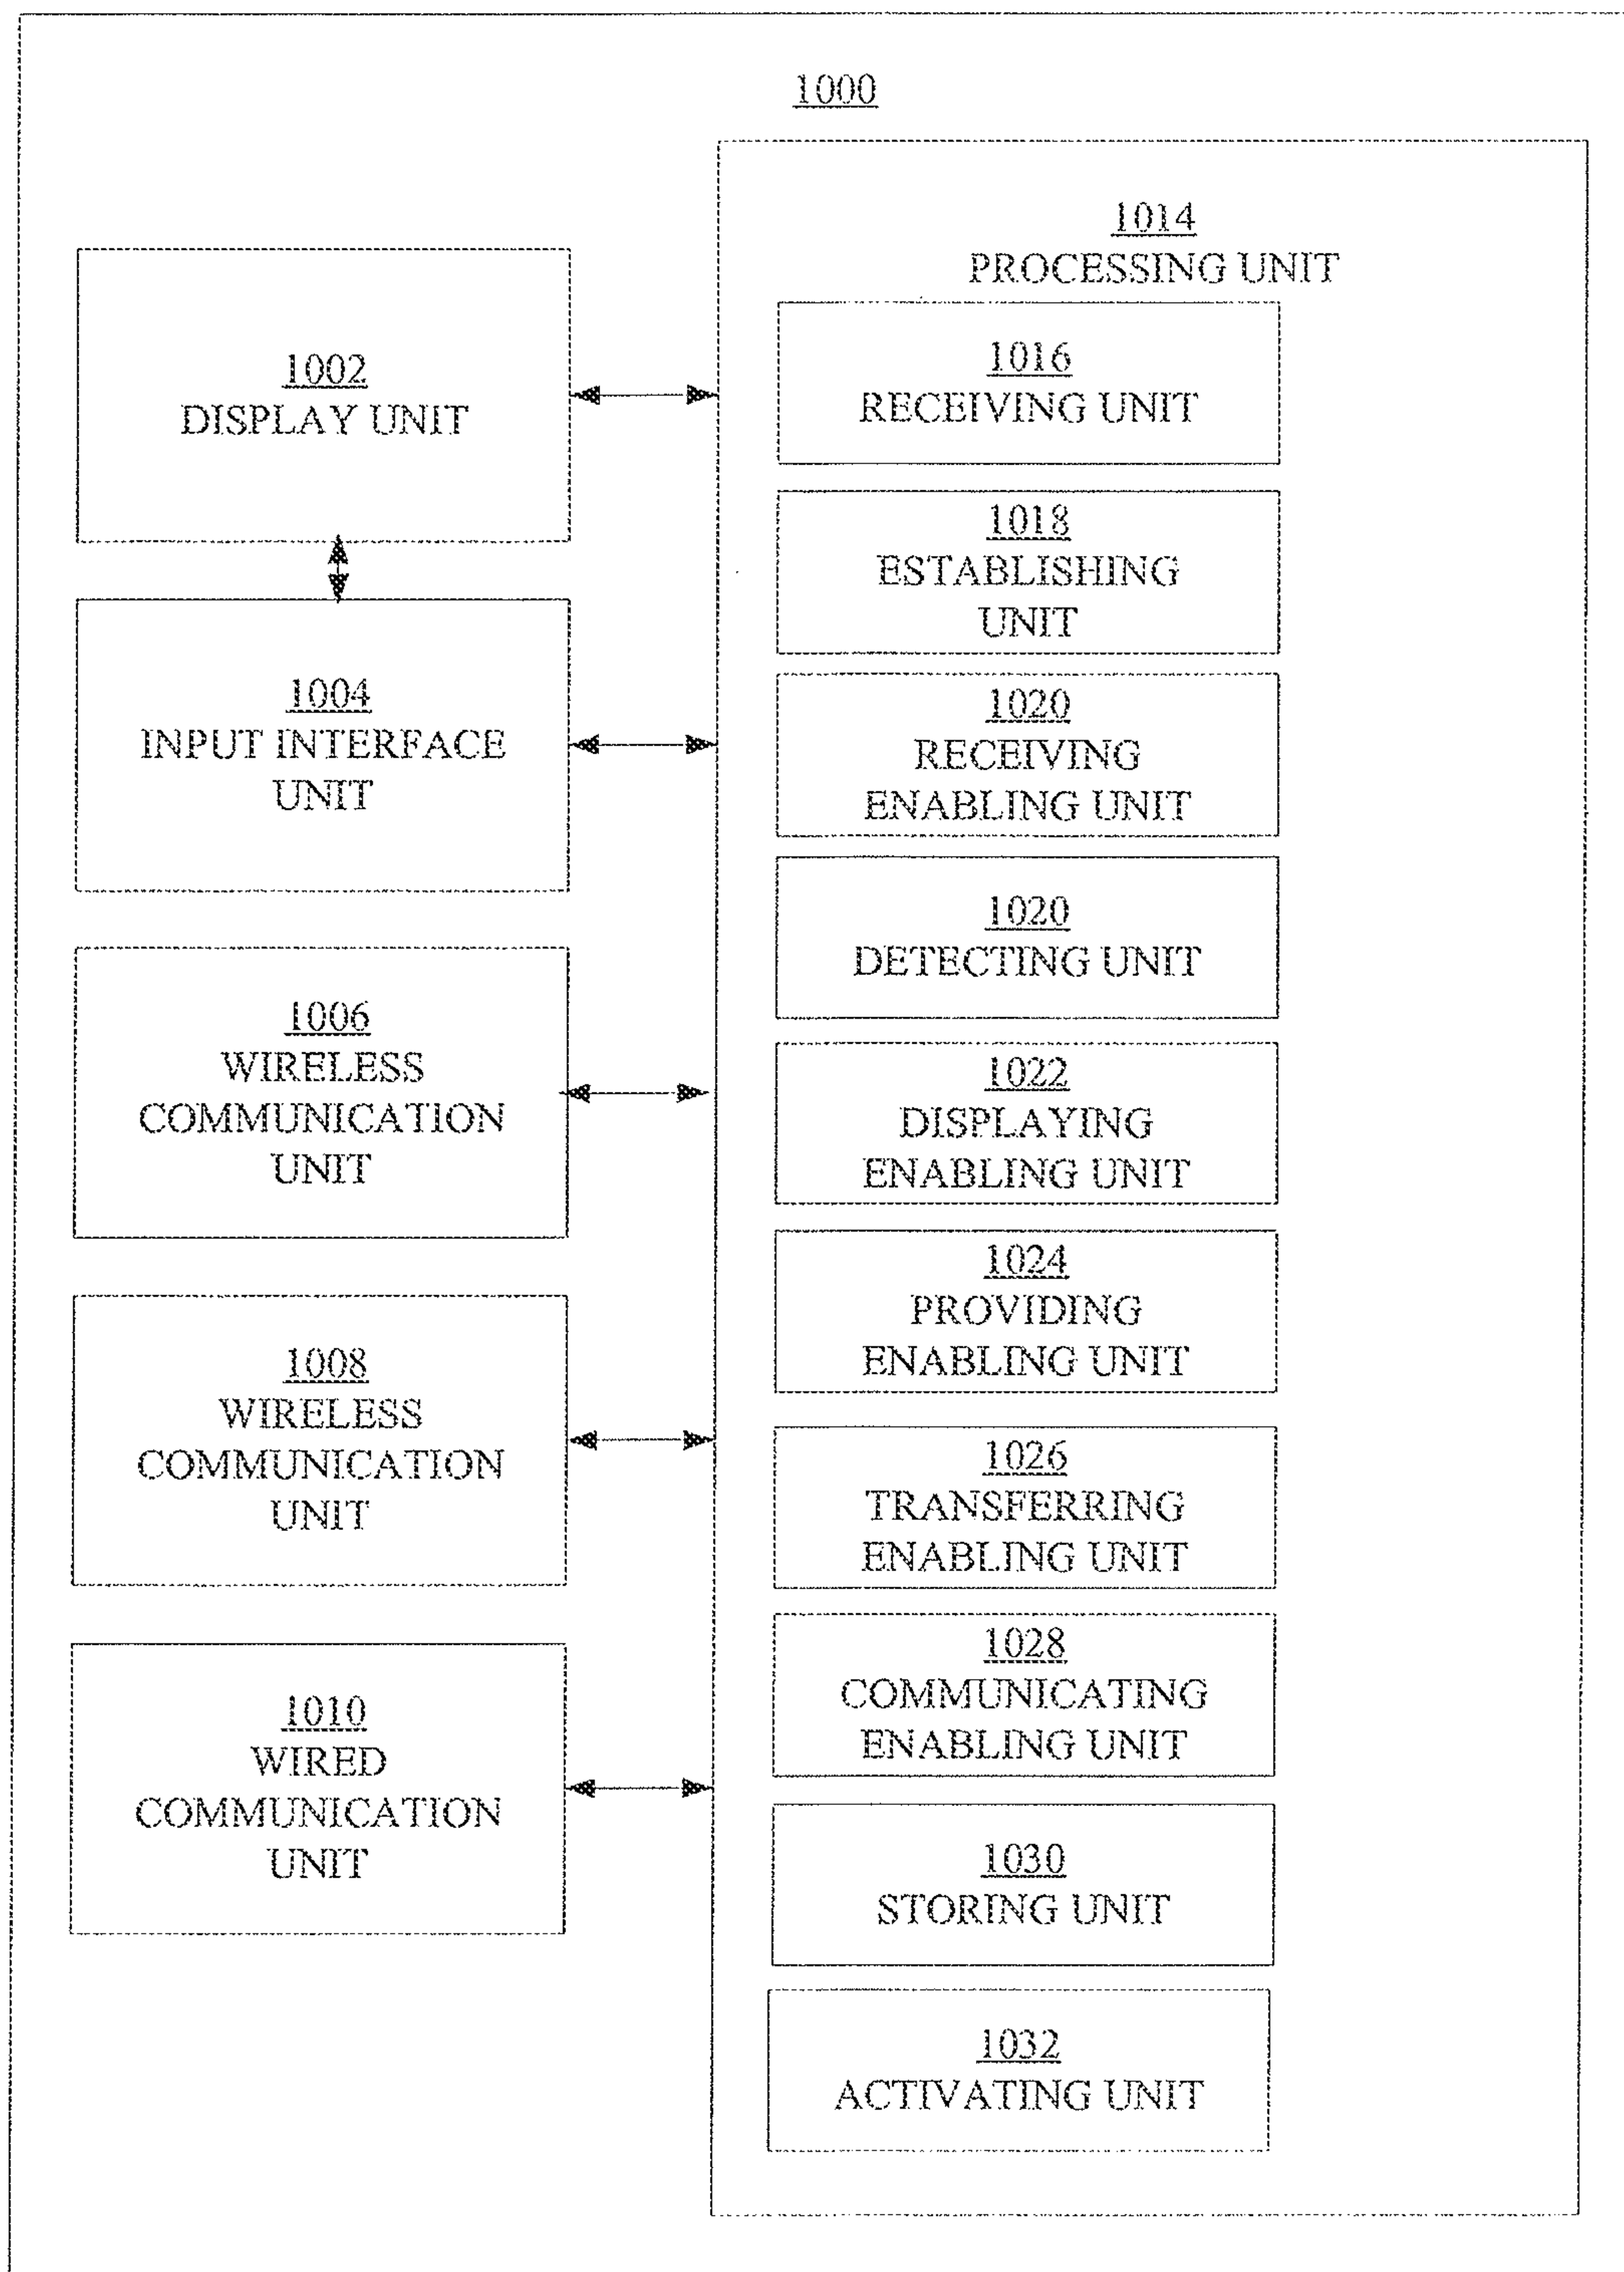 1000
1002
DISPLAY UNIT
1004
INPUT INTERFACE
UNIT
1006
WIRELESS
COMMUNICATION
UNIT
1008
WIRELESS
COMMUNICATION
UNIT
1010
WIRED
COMMUNICATION
UNIT
1014
PROCESSING UNIT
1016
RECEIVING UNIT
1018
ESTABLISHING
UNIT
1020
RECEIVING
ENABLING UNIT
1020
DETECTING UNIT
1022
DISPLAYING
ENABLING UNIT
1024
PROVIDING
ENABLING UNIT
1026
TRANSFERRING
ENABLING UNIT
1028
COMMUNICATING
ENABLING UNIT
1030
STORING UNIT
1032
ACTIVATING UNIT